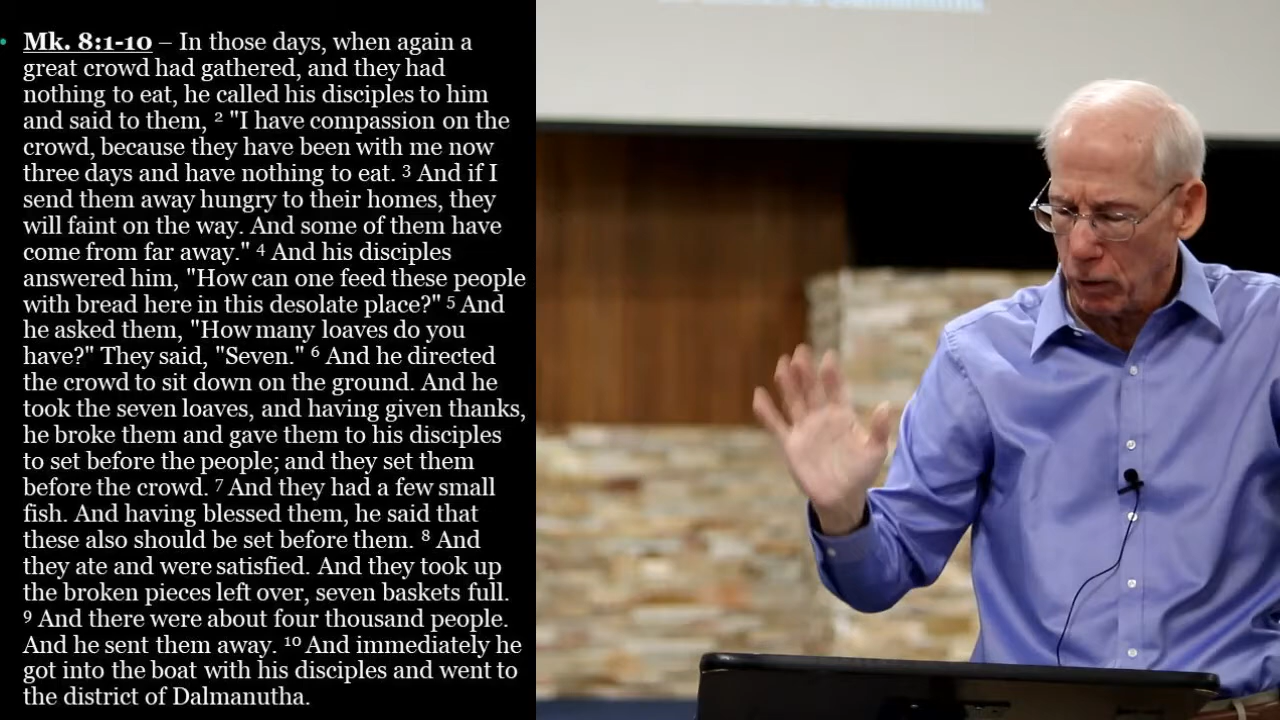 • Mk. 8:1-10 – In those days, when again a
great crowd had gathered, and they had
nothing to eat, he called his disciples to him
and said to them, ² "I have compassion on the
crowd, because they have been with me now
three days and have nothing to eat. ³ And if I
send them away hungry to their homes, they
will faint on the way. And some of them have
come from far away." ⁴ And his disciples
answered him, "How can one feed these people
with bread here in this desolate place?" ⁵ And
he asked them, "How many loaves do you
have?" They said, "Seven." ⁶ And he directed
the crowd to sit down on the ground. And he
took the seven loaves, and having given thanks,
he broke them and gave them to his disciples
to set before the people; and they set them
before the crowd. ⁷ And they had a few small
fish. And having blessed them, he said that
these also should be set before them. ⁸ And
they ate and were satisfied. And they took up
the broken pieces left over, seven baskets full.
⁹ And there were about four thousand people.
And he sent them away. ¹⁰ And immediately he
got into the boat with his disciples and went to
the district of Dalmanutha.